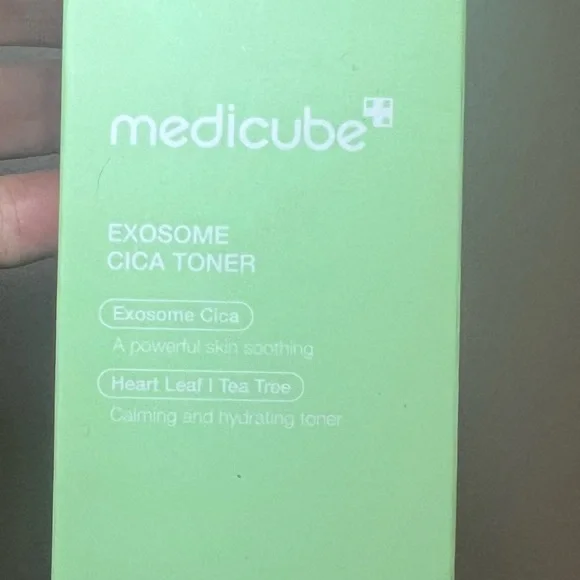 medicube
EXOSOME
CICA TONER
Exosome Cica
A powerful skin soothing
Heart Leaf | Tea Tree
Calming and hydrating toner